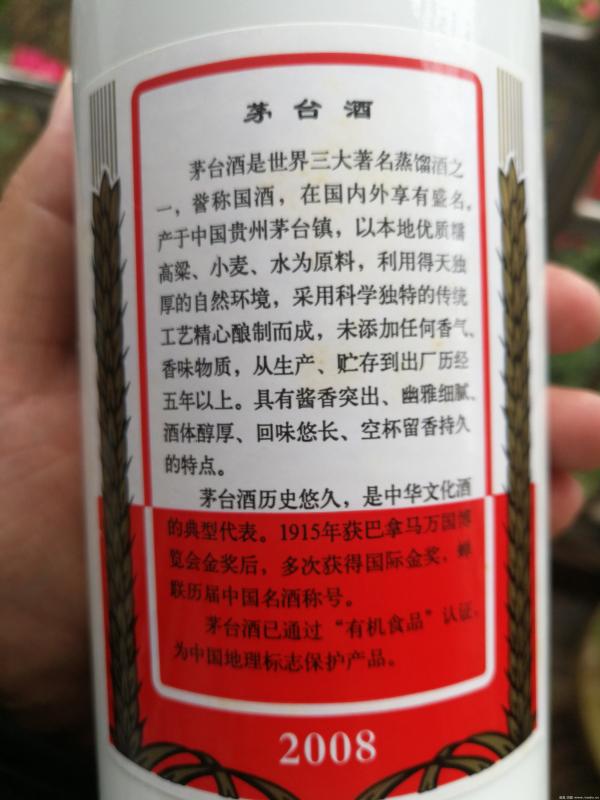 茅台酒
茅台酒是世界三大著名蒸馏酒之
一，誉称国酒，在国内外享有盛名。
产于中国贵州茅台镇，以本地优质糯
高粱、小麦、水为原料，利用得天独
厚的自然环境，采用科学独特的传统
工艺精心酿制而成，未添加任何香气、
香味物质，从生产、贮存到出厂历经
五年以上。具有酱香突出、幽雅细腻、
酒体醇厚、回味悠长、空杯留香持久
的特点。
茅台酒历史悠久，是中华文化酒
的典型代表。1915年获巴拿马万国博
览会金奖后，多次获得国际金奖，蝉
联历届中国名酒称号。
茅台酒已通过“有机食品”认证，
为中国地理标志保护产品。
2008